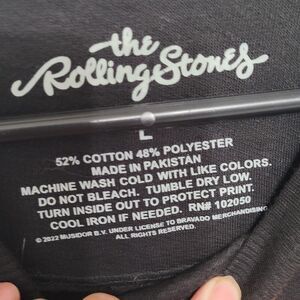 the
Rolling Stones
L
52% COTTON 48% POLYESTER
MADE IN PAKISTAN
MACHINE WASH COLD WITH LIKE COLORS.
DO NOT BLEACH. TUMBLE DRY LOW.
TURN INSIDE OUT TO PROTECT PRINT.
COOL IRON IF NEEDED. RN# 102050
© 2022 MUSIDOR B.V. UNDER LICENSE TO BRAVADO MERCHANDISING
ALL RIGHTS RESERVED.